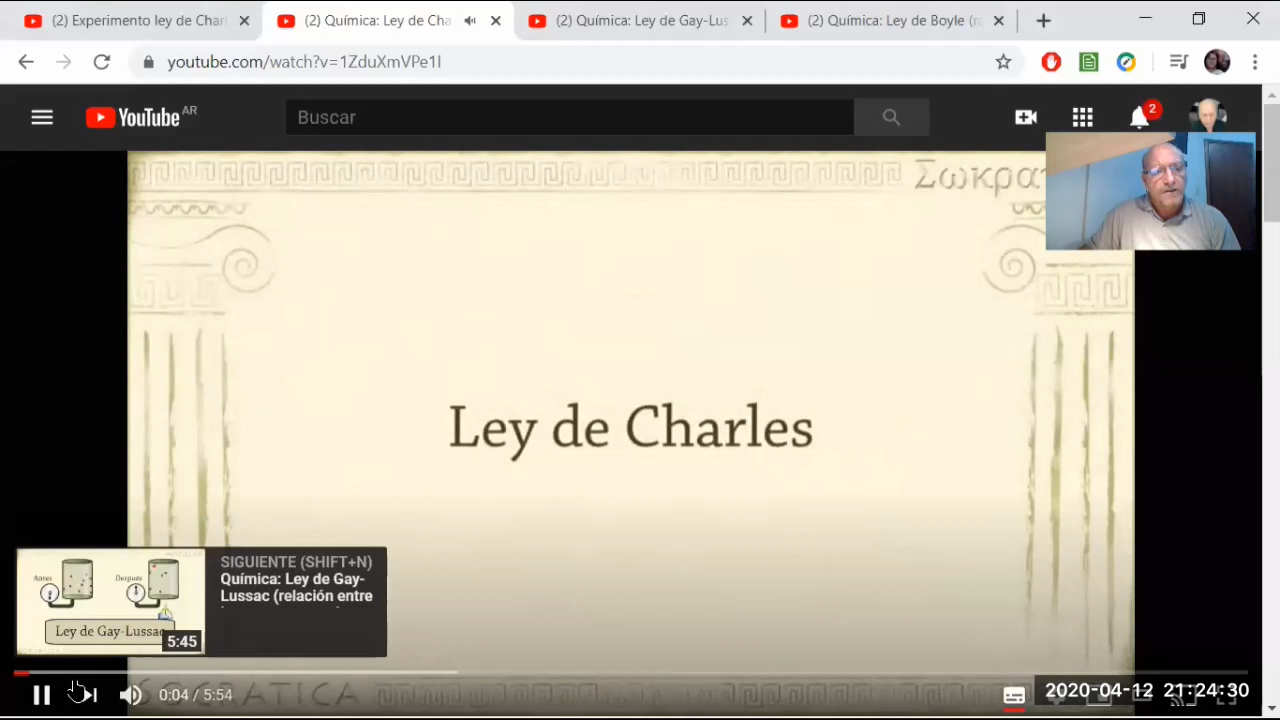 (2) Experimento ley de Char
(2) Química: Ley de Cha
(2) Química: Ley de Gay-Lus
(2) Química: Ley de Boyle (r
youtube.com/watch?v=1ZduXmVPe1I
YouTube AR
Buscar
2
Σωκρα
Ley de Charles
SIGUIENTE (SHIFT+N)
Química: Ley de Gay-
Lussac (relación entre
Antes
Después
Ley de Gay-Lussac
5:45
0:04 / 5:54
OCRATICA
2020-04-12 21:24:30